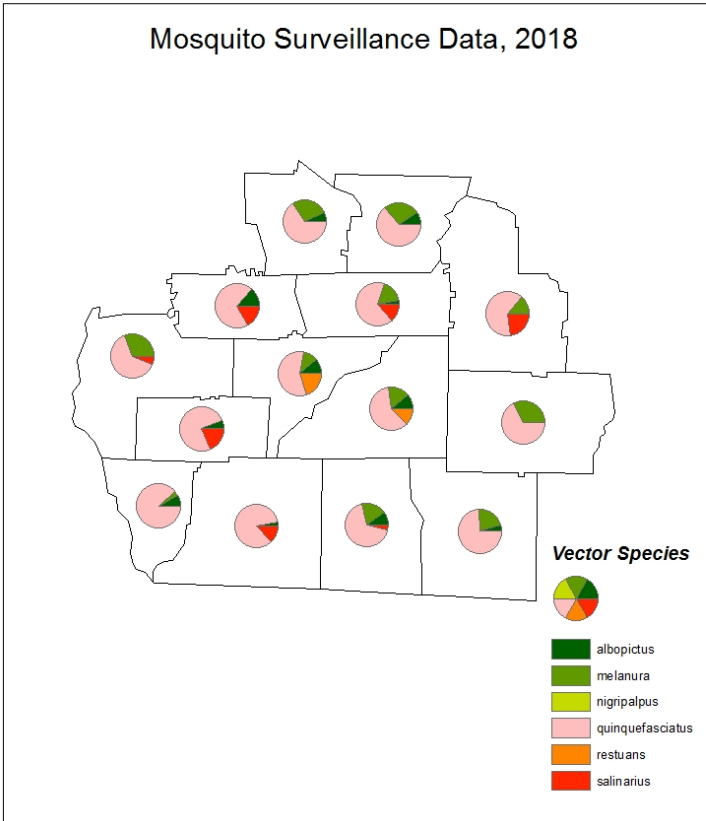 Mosquito Surveillance Data, 2018
Vector Species
albopictus
melanura
nigripalpus
quinquefasciatus
restuans
salinarius